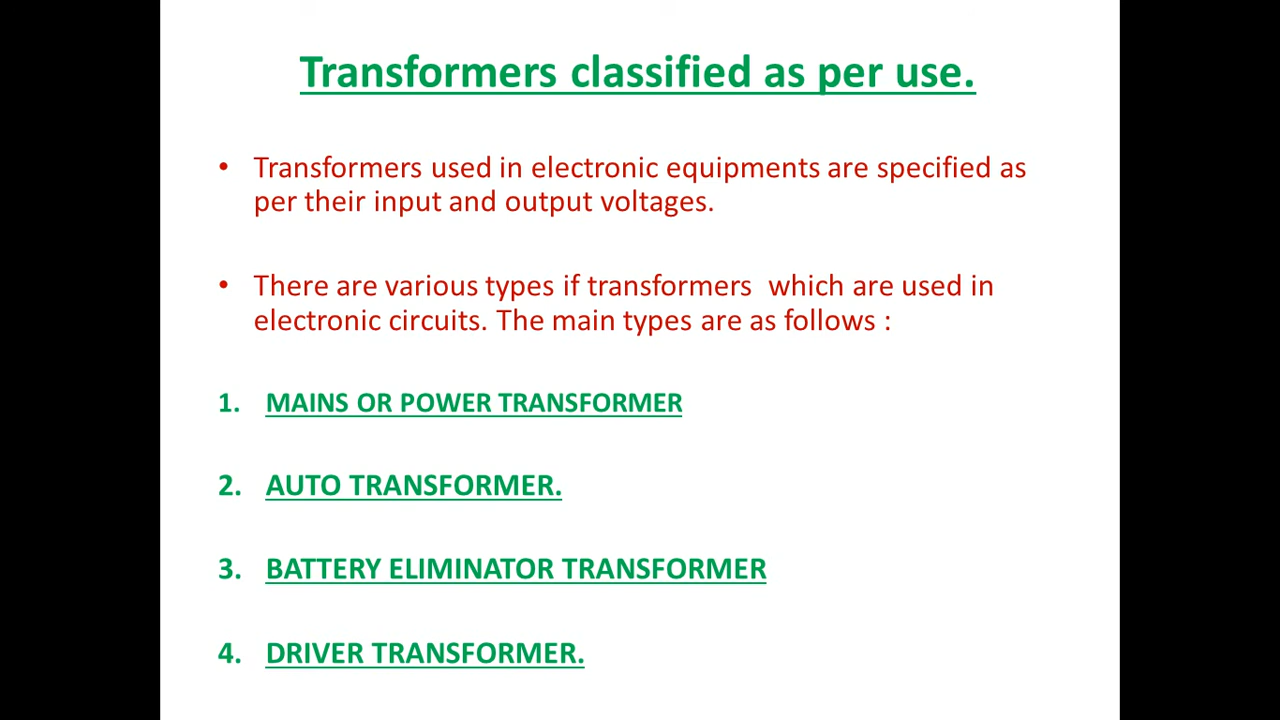 Transformers classified as per use.
• Transformers used in electronic equipments are specified as
per their input and output voltages.
• There are various types if transformers  which are used in
electronic circuits. The main types are as follows :
1. MAINS OR POWER TRANSFORMER
2. AUTO TRANSFORMER.
3. BATTERY ELIMINATOR TRANSFORMER
4. DRIVER TRANSFORMER.